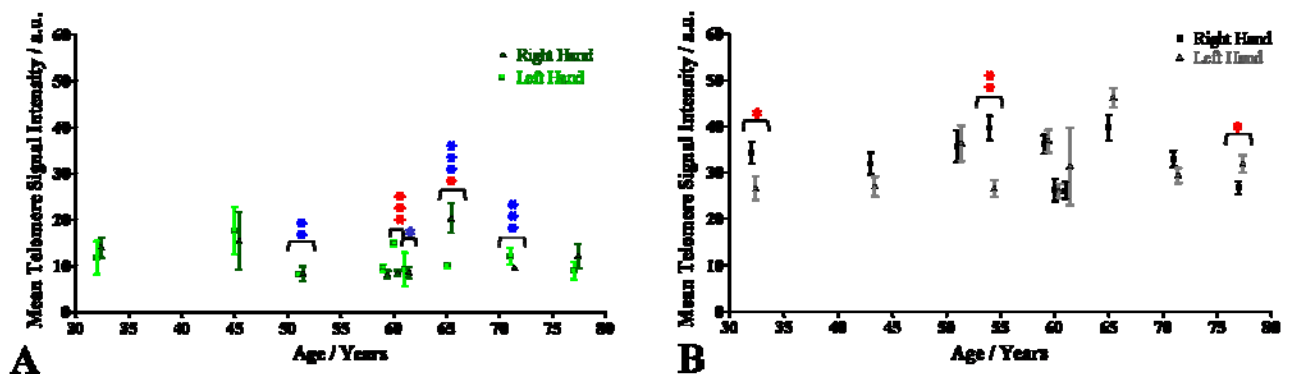 Mean Telomere Signal Intensity / a.u.
60
50
40
30
20
10
0
30 35 40 45 50 55 60 65 70 75 80
Age / Years
Right Hand
Left Hand
A
Mean Telomere Signal Intensity / a.u.
60
50
40
30
20
10
0
30 35 40 45 50 55 60 65 70 75 80
Age / Years
Right Hand
Left Hand
B